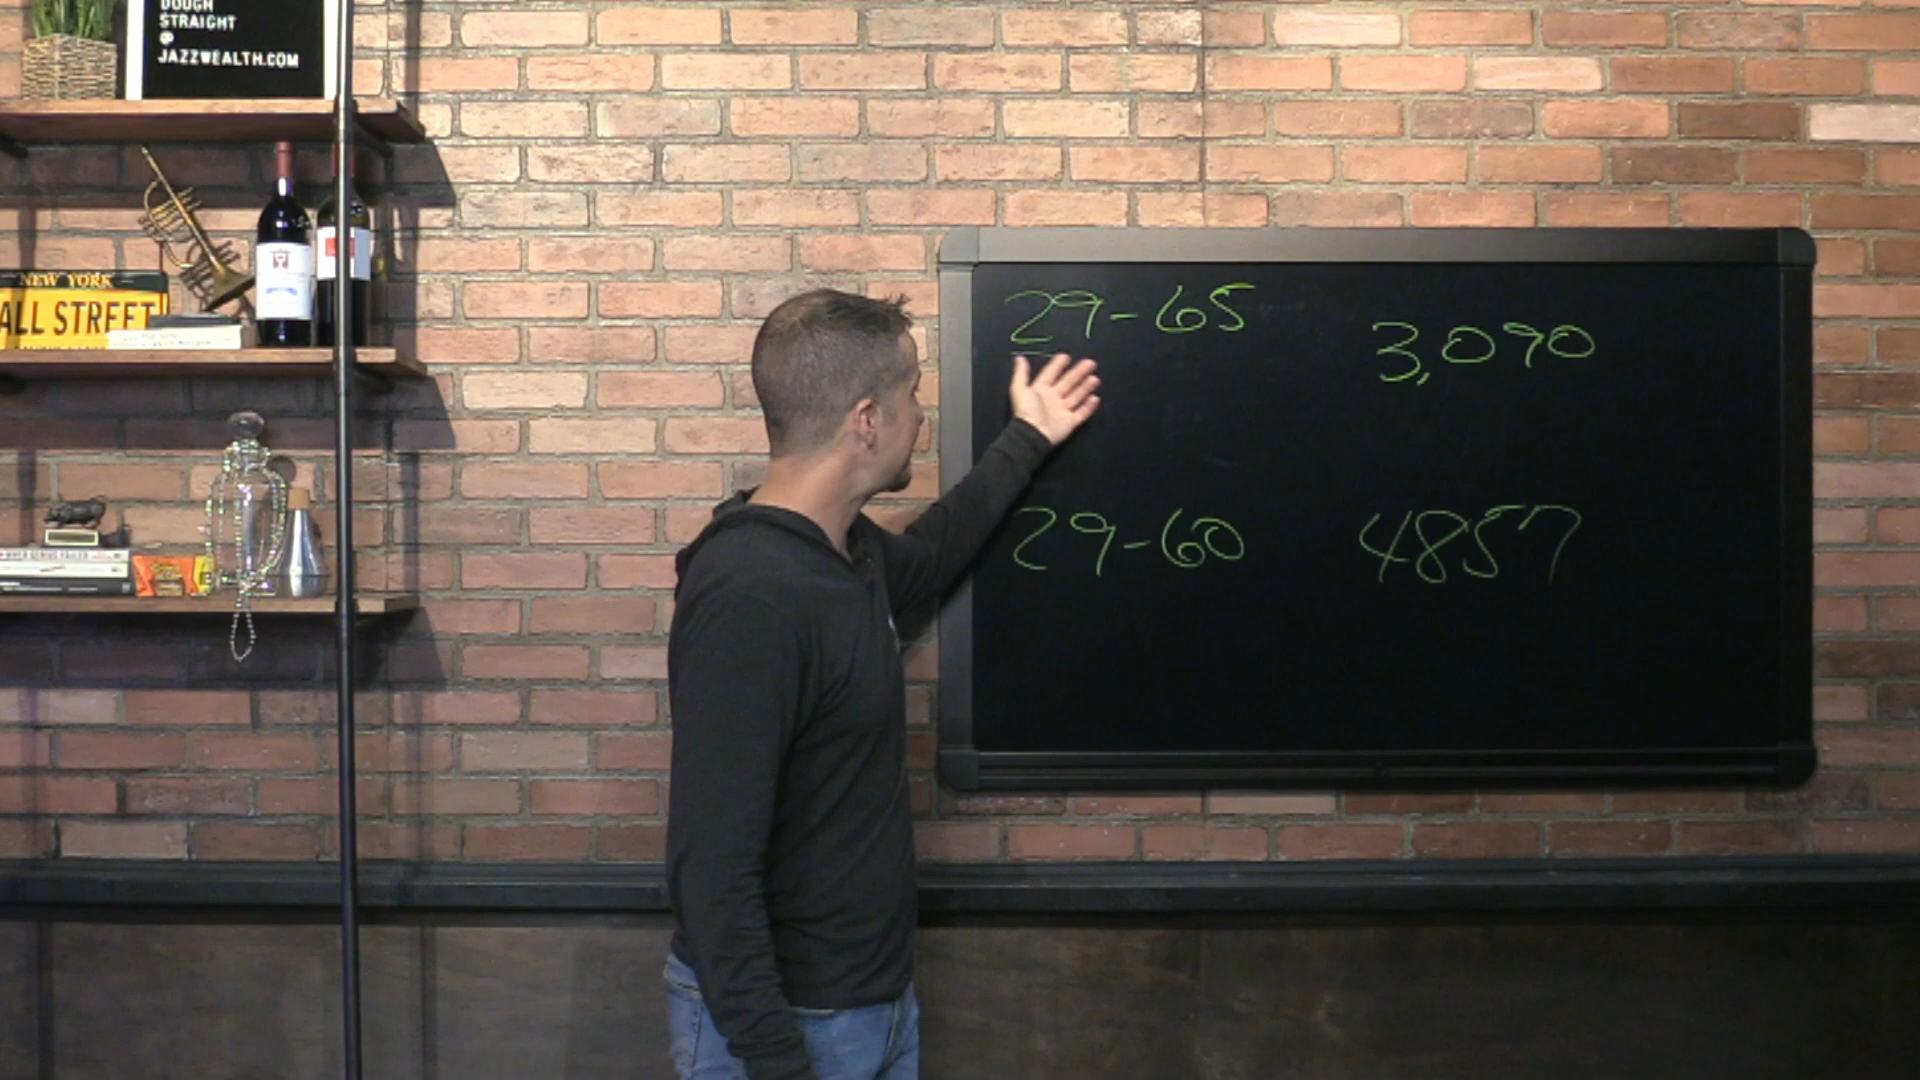 DOUGH
STRAIGHT
@
JAZZWEALTH.COM
NEW YORK
ALL STREET
29-65
3,090
29-60
4857